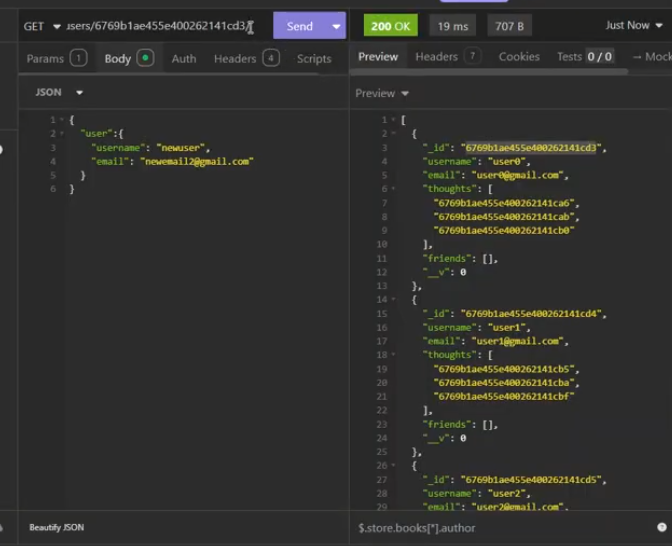 GET users/6769b1ae455e400262141cd3/ Send 200 OK 19 ms 707 B Just Now
Params 1 Body Auth Headers 4 Scripts Preview Headers 7 Cookies Tests 0 / 0 → Mock
JSON
Preview
1 {
2 "user":{
3 "username": "newuser",
4 "email": "newemail2@gmail.com"
5 }
6 }
1 [
2 {
3 "_id": "6769b1ae455e400262141cd3",
4 "username": "user0",
5 "email": "user0@gmail.com",
6 "thoughts": [
7 "6769b1ae455e400262141ca6",
8 "6769b1ae455e400262141cab",
9 "6769b1ae455e400262141cb0"
10 ],
11 "friends": [],
12 "__v": 0
13 },
14 {
15 "_id": "6769b1ae455e400262141cd4",
16 "username": "user1",
17 "email": "user1@gmail.com",
18 "thoughts": [
19 "6769b1ae455e400262141cb5",
20 "6769b1ae455e400262141cba",
21 "6769b1ae455e400262141cbf"
22 ],
23 "friends": [],
24 "__v": 0
25 },
26 {
27 "_id": "6769b1ae455e400262141cd5",
28 "username": "user2",
29 "email": "user2@gmail.com",
Beautify JSON
$.store.books[*].author